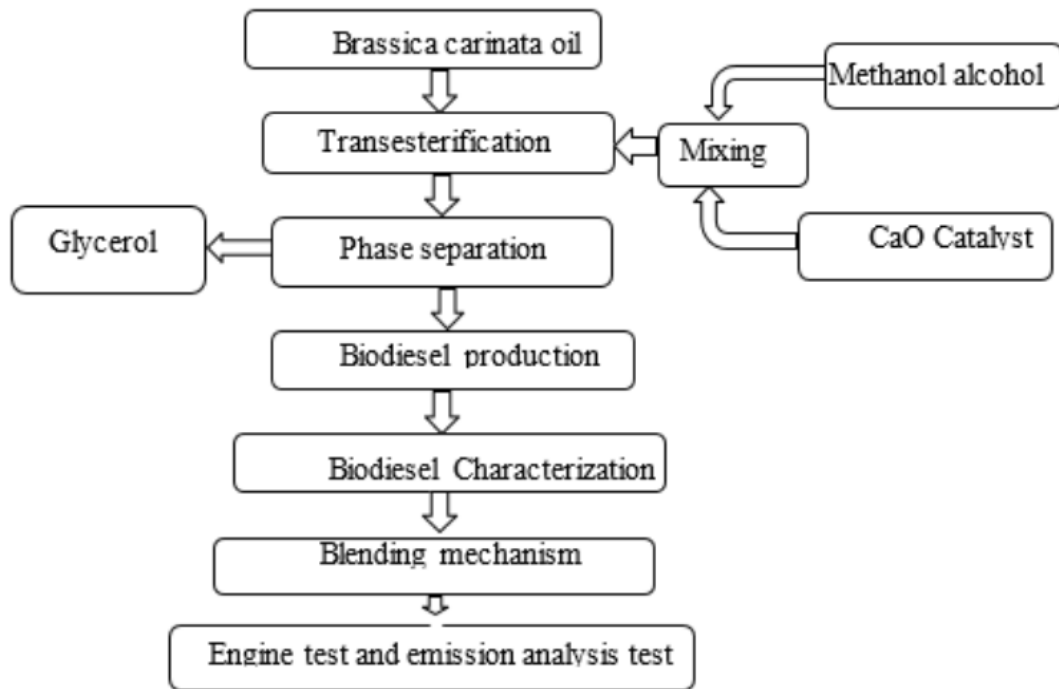 Brassica carinata oil
Methanol alcohol
Transesterification
Mixing
Glycerol
Phase separation
CaO Catalyst
Biodiesel production
Biodiesel Characterization
Blending mechanism
Engine test and emission analysis test